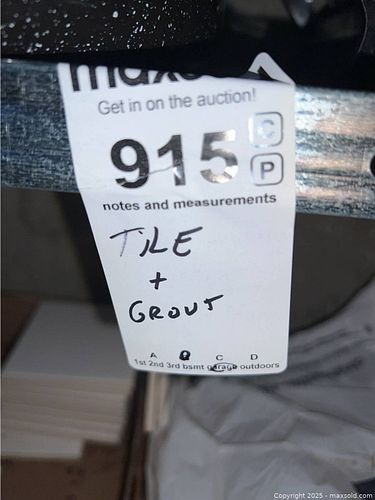 maxsold
Get in on the auction!
915
C
P
notes and measurements
TILE
+
GROUT
A B C D
1st 2nd 3rd bsmt garage outdoors
Copyright 2025 - maxsold.com